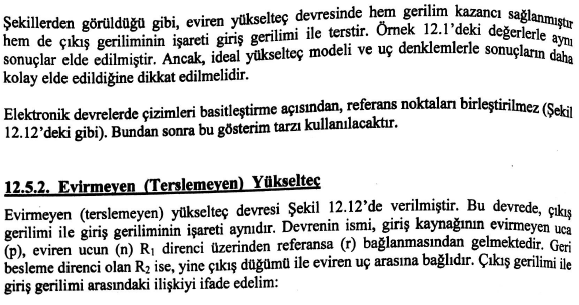 Şekillerden görüldüğü gibi, eviren yükselteç devresinde hem gerilim kazancı sağlanmıştır
hem de çıkış geriliminin işareti giriş gerilimi ile terstir. Örnek 12.1'deki değerlerle aynı
sonuçlar elde edilmiştir. Ancak, ideal yükselteç modeli ve uç denklemlerle sonuçların daha
kolay elde edildiğine dikkat edilmelidir.
Elektronik devrelerde çizimleri basitleştirme açısından, referans noktaları birleştirilmez (Şekil
12.12'deki gibi). Bundan sonra bu gösterim tarzı kullanılacaktır.
12.5.2. Evirmeyen (Terslemeyen) Yükselteç
Evirmeyen (terslemeyen) yükselteç devresi Şekil 12.12'de verilmiştir. Bu devrede, çıkış
gerilimi ile giriş geriliminin işareti aynıdır. Devrenin ismi, giriş kaynağının evirmeyen uca
(p), eviren ucun (n) R₁ direnci üzerinden referansa (r) bağlanmasından gelmektedir. Geri
besleme direnci olan R₂ ise, yine çıkış düğümü ile eviren uç arasına bağlıdır. Çıkış gerilimi ile
giriş gerilimi arasındaki ilişkiyi ifade edelim: